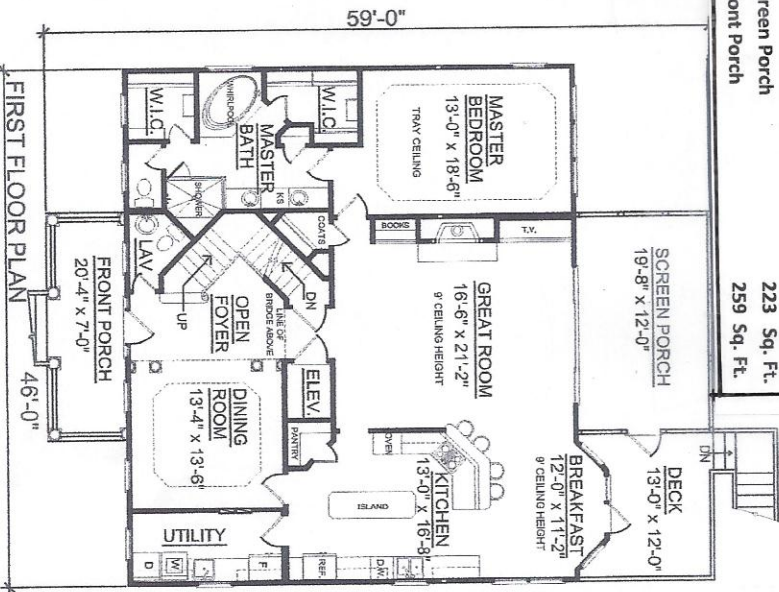 reen Porch 223 Sq. Ft.
ont Porch 259 Sq. Ft.
59'-0"
SCREEN PORCH
19'-8" x 12'-0"
DN
DECK
13'-0" x 12'-0"
MASTER
BEDROOM
13'-0" x 18'-6"
TRAY CEILING
T.V.
BOOKS
GREAT ROOM
16'-6" x 21'-2"
9' CEILING HEIGHT
BREAKFAST
12'-0" x 11'-2"
9' CEILING HEIGHT
KITCHEN
13'-0" x 16'-8"
OVEN
ISLAND
D.W.
REF.
PANTRY
ELEV.
W.I.C.
WHIRLPOOL
MASTER
BATH
KS
SHOWER
W.I.C.
COATS
DN
LINE OF
BRIDGE ABOVE
UP
OPEN
FOYER
LAV.
DINING
ROOM
13'-4" x 13'-6"
UTILITY
F
W
D
FRONT PORCH
20'-4" x 7'-0"
46'-0"
FIRST FLOOR PLAN